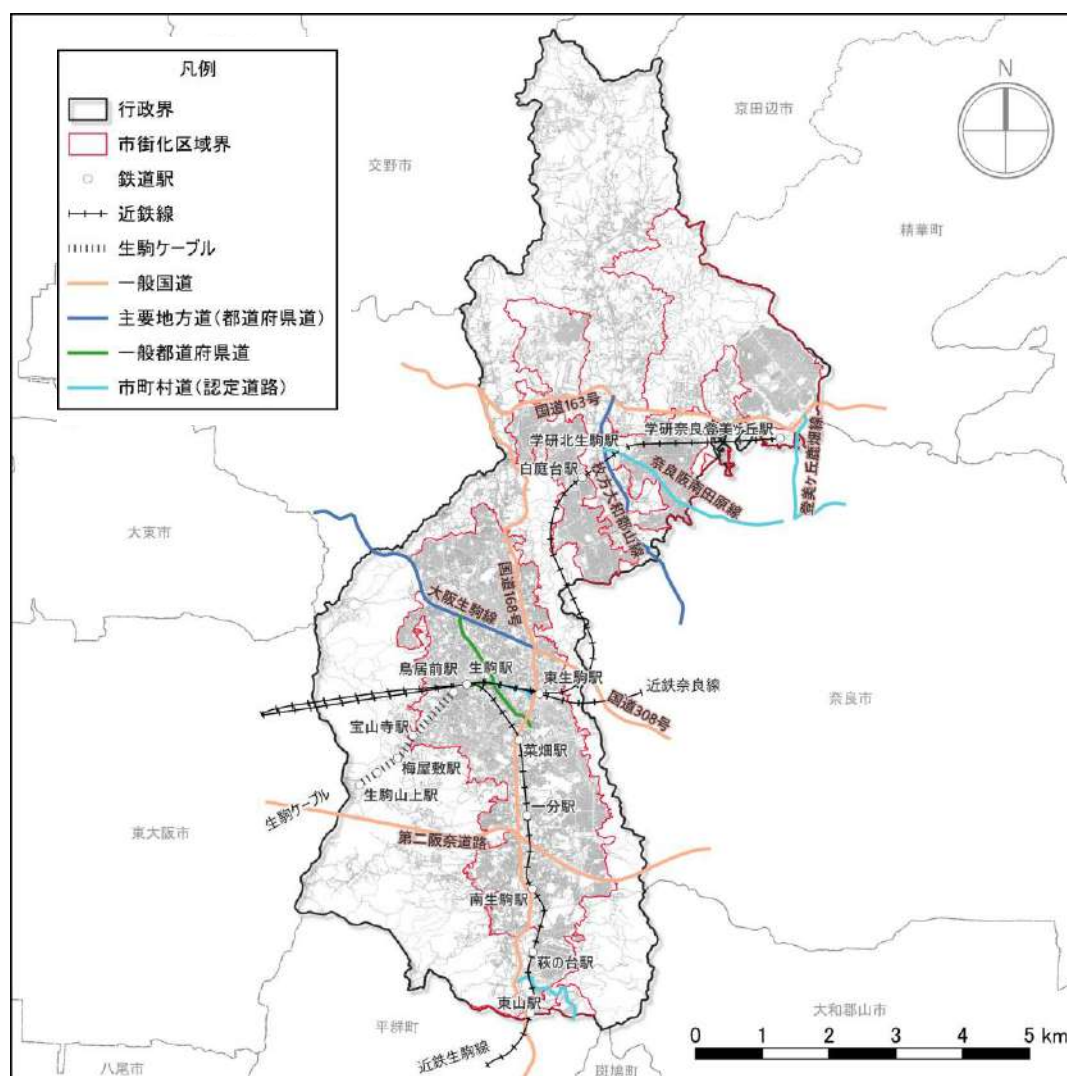 凡例
行政界
市街化区域界
鉄道駅
近鉄線
生駒ケーブル
一般国道
主要地方道(都道府県道)
一般都道府県道
市町村道(認定道路)
N
京田辺市
交野市
精華町
国道163号
学研奈良登美ヶ丘駅
学研北生駒駅
白庭台駅
枚方大和郡山線
奈良阪南田原線
大東市
国道168号
大阪生駒線
鳥居前駅
生駒駅
東生駒駅
近鉄奈良線
奈良市
国道308号
宝山寺駅
菜畑駅
梅屋敷駅
生駒山上駅
生駒ケーブル
一分駅
東大阪市
第二阪奈道路
南生駒駅
萩の台駅
東山駅
大和郡山市
平群町
近鉄生駒線
八尾市
斑鳩町
0 1 2 3 4 5 km